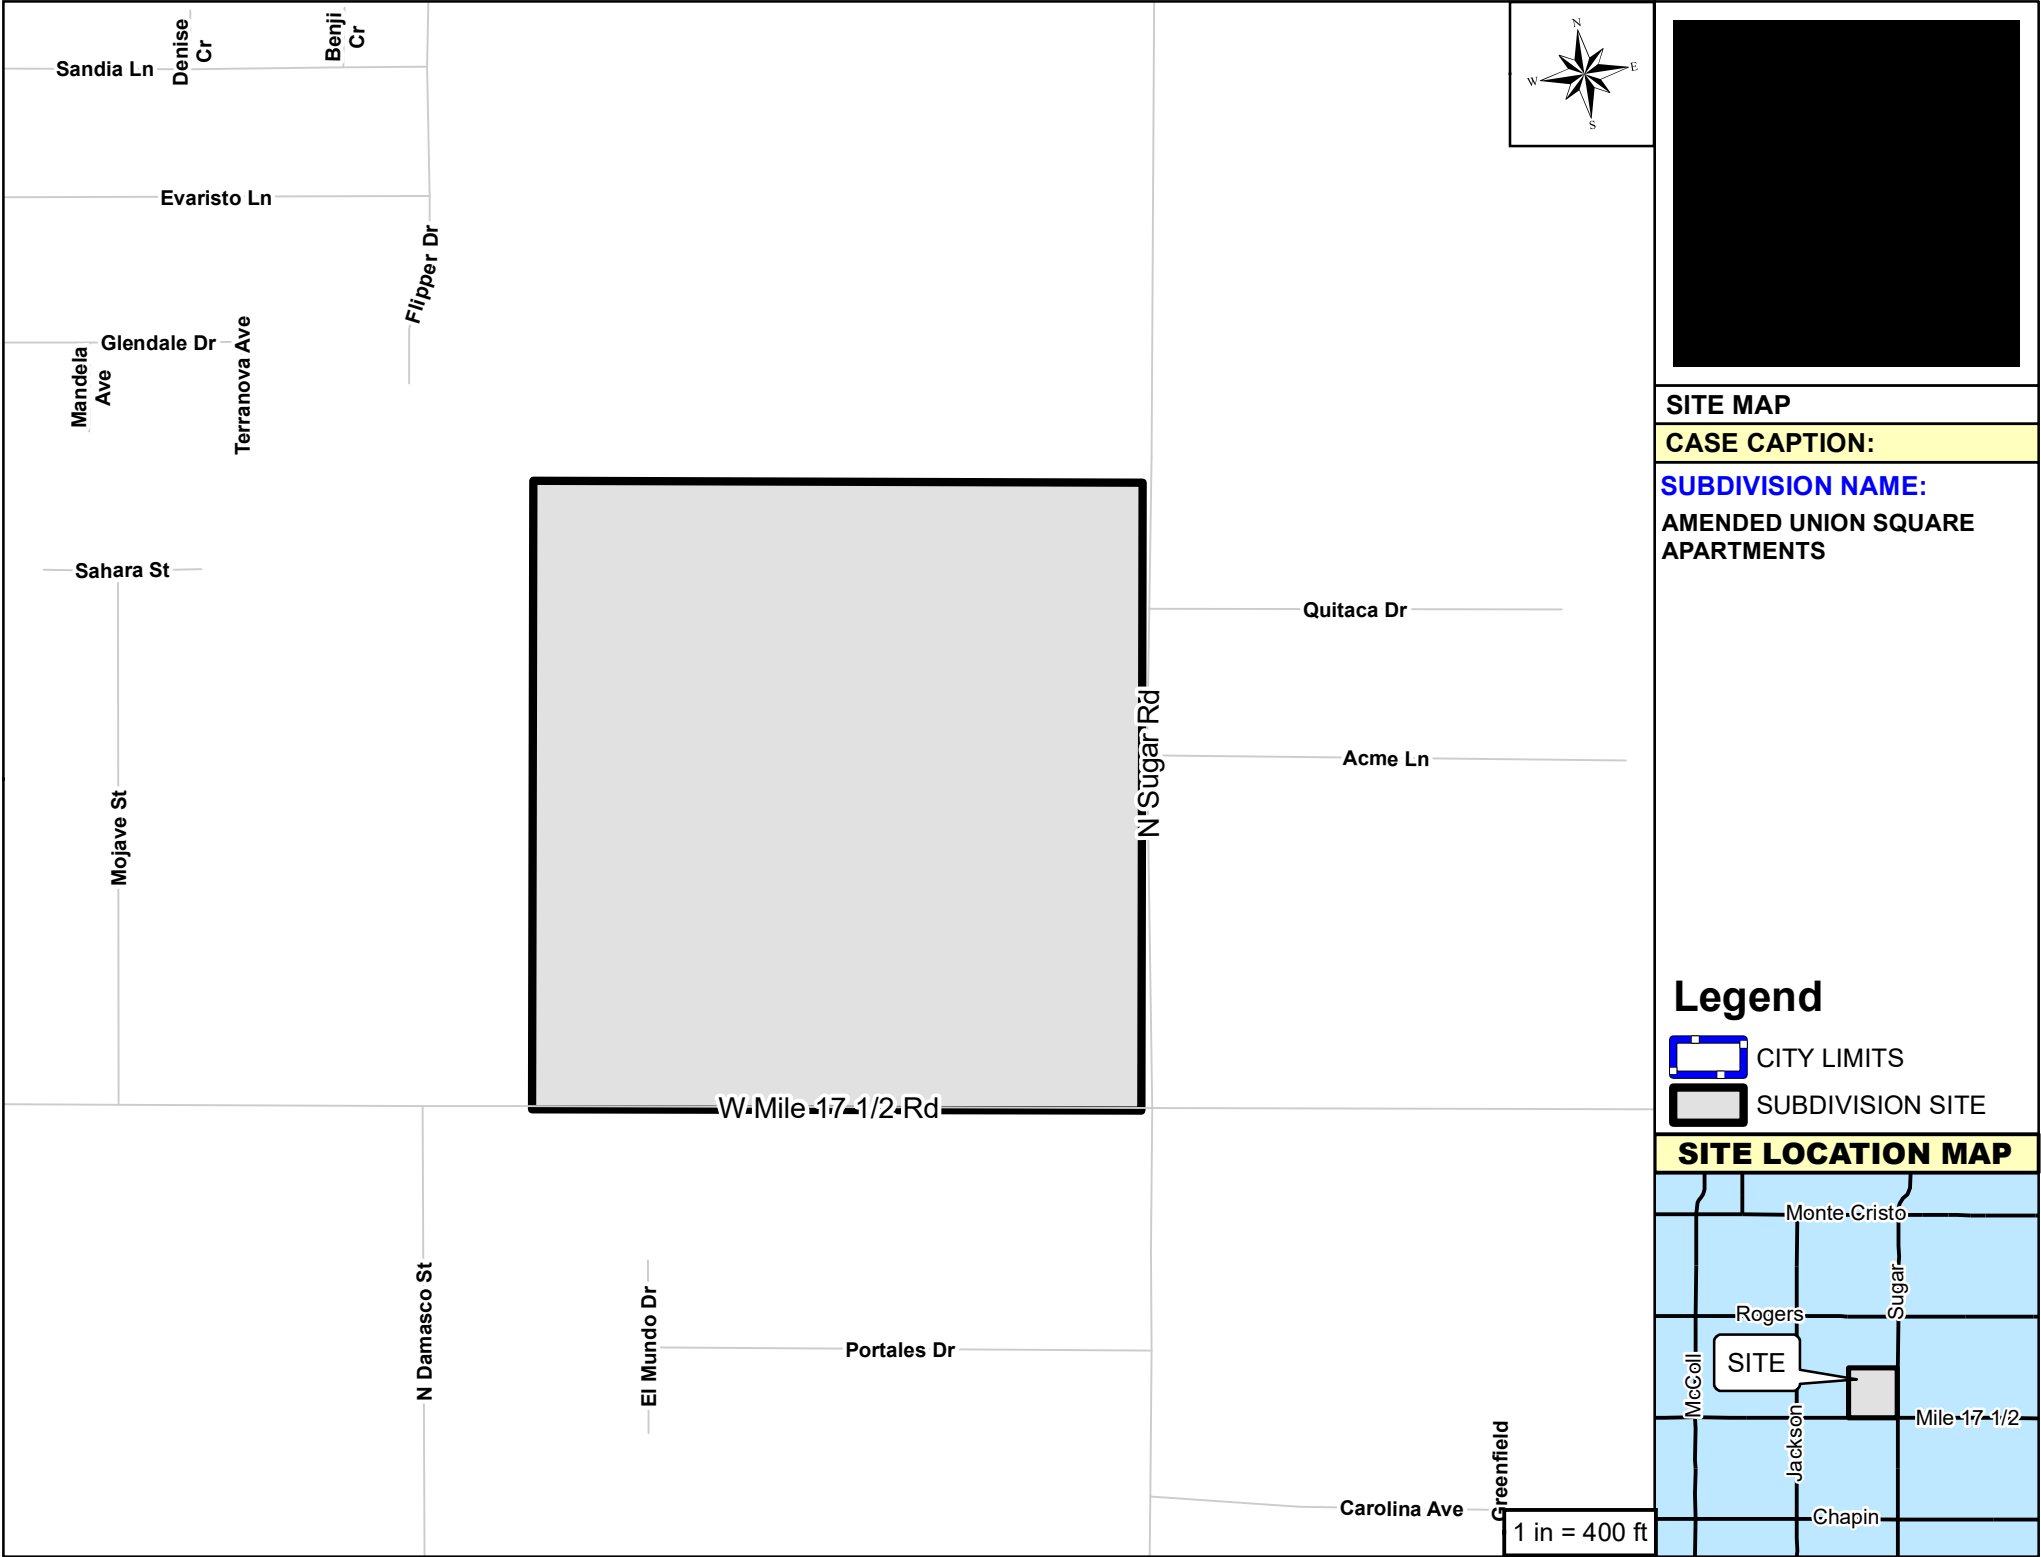 Denise
Cr
Benji
Cr
Sandia Ln
Evaristo Ln
Flipper Dr
Glendale Dr
Mandela
Ave
Terranova Ave
Sahara St
Mojave St
Quitaca Dr
N Sugar Rd
Acme Ln
W Mile 17 1/2 Rd
N Damasco St
El Mundo Dr
Portales Dr
Carolina Ave
Greenfield
1 in = 400 ft
N
E
W
S
SITE MAP
CASE CAPTION:
SUBDIVISION NAME:
AMENDED UNION SQUARE
APARTMENTS
Legend
CITY LIMITS
SUBDIVISION SITE
SITE LOCATION MAP
Monte Cristo
Sugar
Rogers
SITE
McColl
Jackson
Mile 17 1/2
Chapin